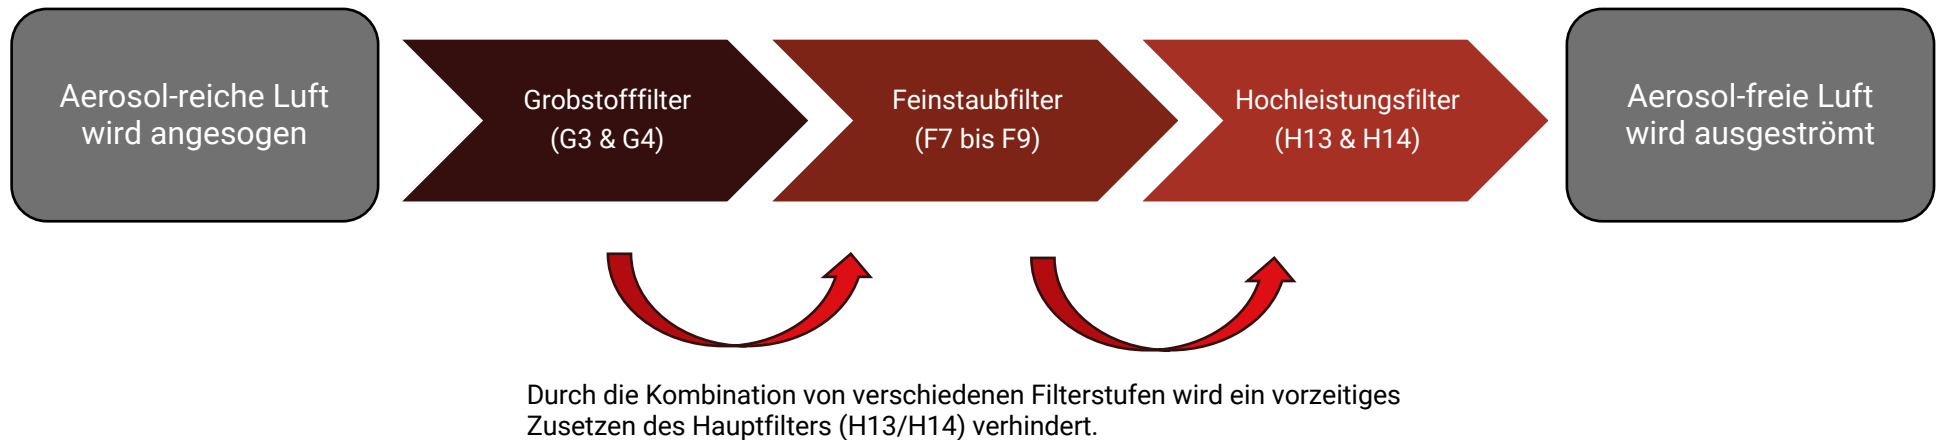 Aerosol-reiche Luft
wird angesogen
Grobstofffilter
(G3 & G4)
Feinstaubfilter
(F7 bis F9)
Hochleistungsfilter
(H13 & H14)
Aerosol-freie Luft
wird ausgeströmt
Durch die Kombination von verschiedenen Filterstufen wird ein vorzeitiges
Zusetzen des Hauptfilters (H13/H14) verhindert.